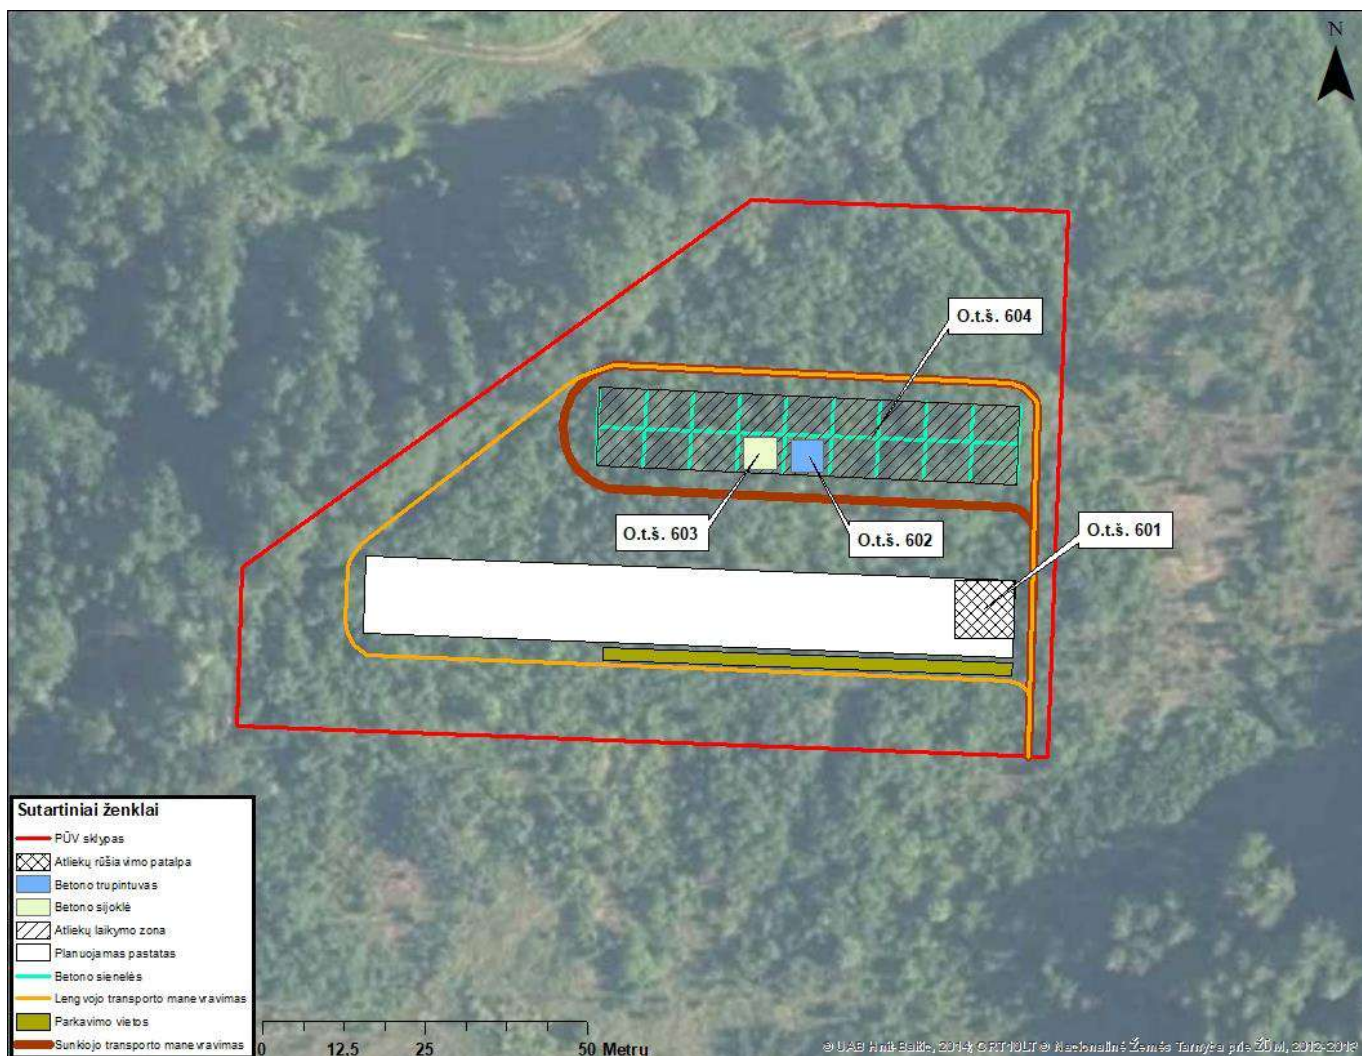 N
O.t.š. 604
O.t.š. 603
O.t.š. 602
O.t.š. 601
Sutartiniai ženklai
PŪV sklypas
Atliekų rūšiavimo patalpa
Betono trupintuvas
Betono sijoklė
Atliekų laikymo zona
Planuojamas pastatas
Betono sienelės
Lengvojo transporto manevravimas
Parkavimo vietos
Sunkiojo transporto manevravimas
0 12.5 25 50 Metrų
© UAB Hnit-Baltic, 2014; ORT10LT © Nacionalinė Žemės Tarnyba prie ŽŪM, 2012-2013